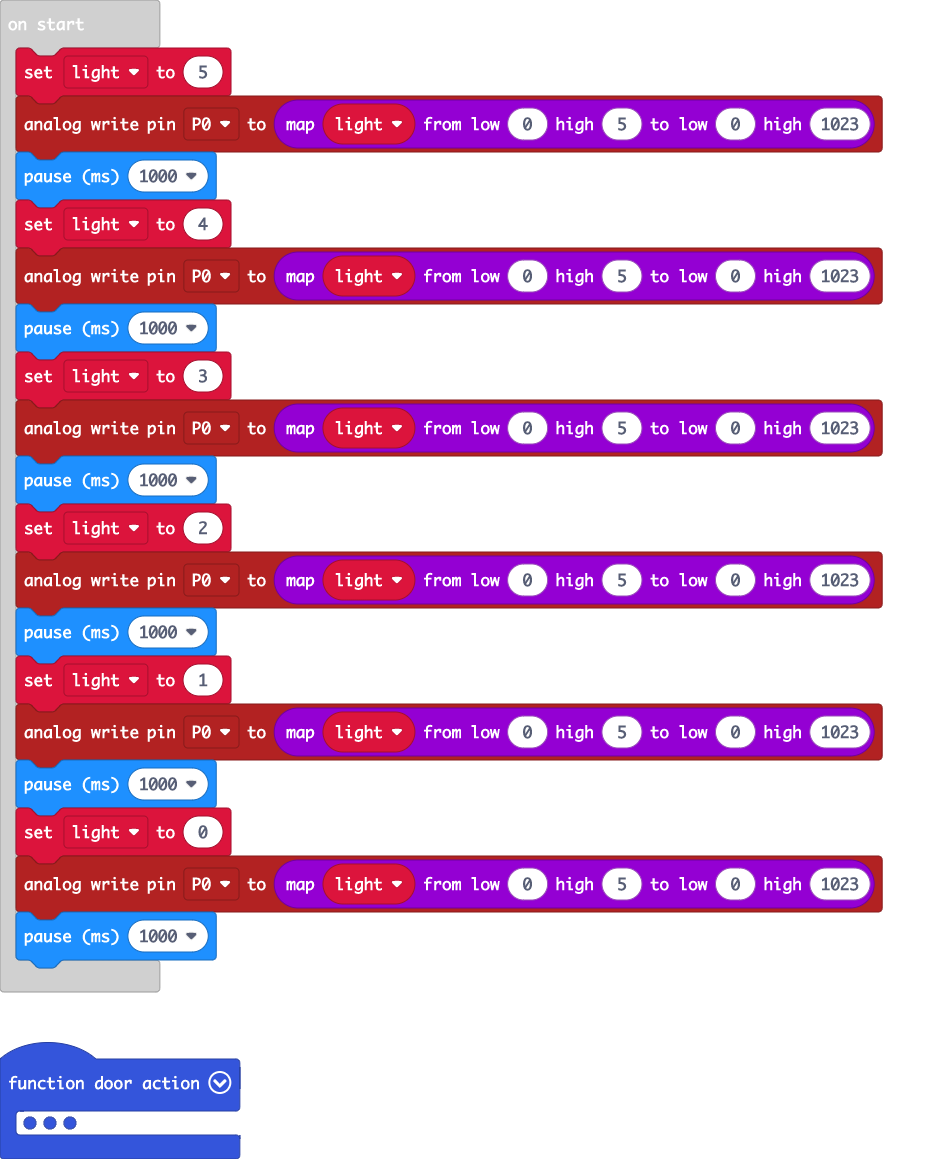 on start
set light to 5
analog write pin P0 to map light from low 0 high 5 to low 0 high 1023
pause (ms) 1000
set light to 4
analog write pin P0 to map light from low 0 high 5 to low 0 high 1023
pause (ms) 1000
set light to 3
analog write pin P0 to map light from low 0 high 5 to low 0 high 1023
pause (ms) 1000
set light to 2
analog write pin P0 to map light from low 0 high 5 to low 0 high 1023
pause (ms) 1000
set light to 1
analog write pin P0 to map light from low 0 high 5 to low 0 high 1023
pause (ms) 1000
set light to 0
analog write pin P0 to map light from low 0 high 5 to low 0 high 1023
pause (ms) 1000
function door action